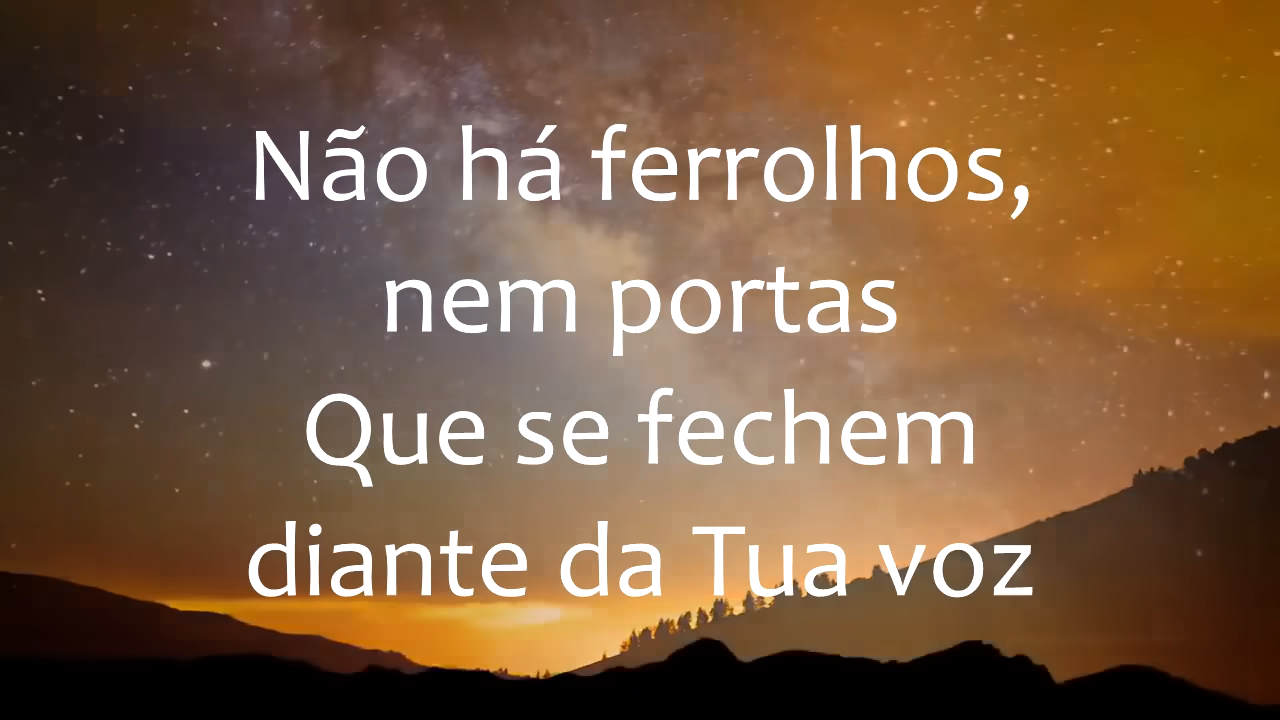 Não há ferrolhos,
nem portas
Que se fechem
diante da Tua voz